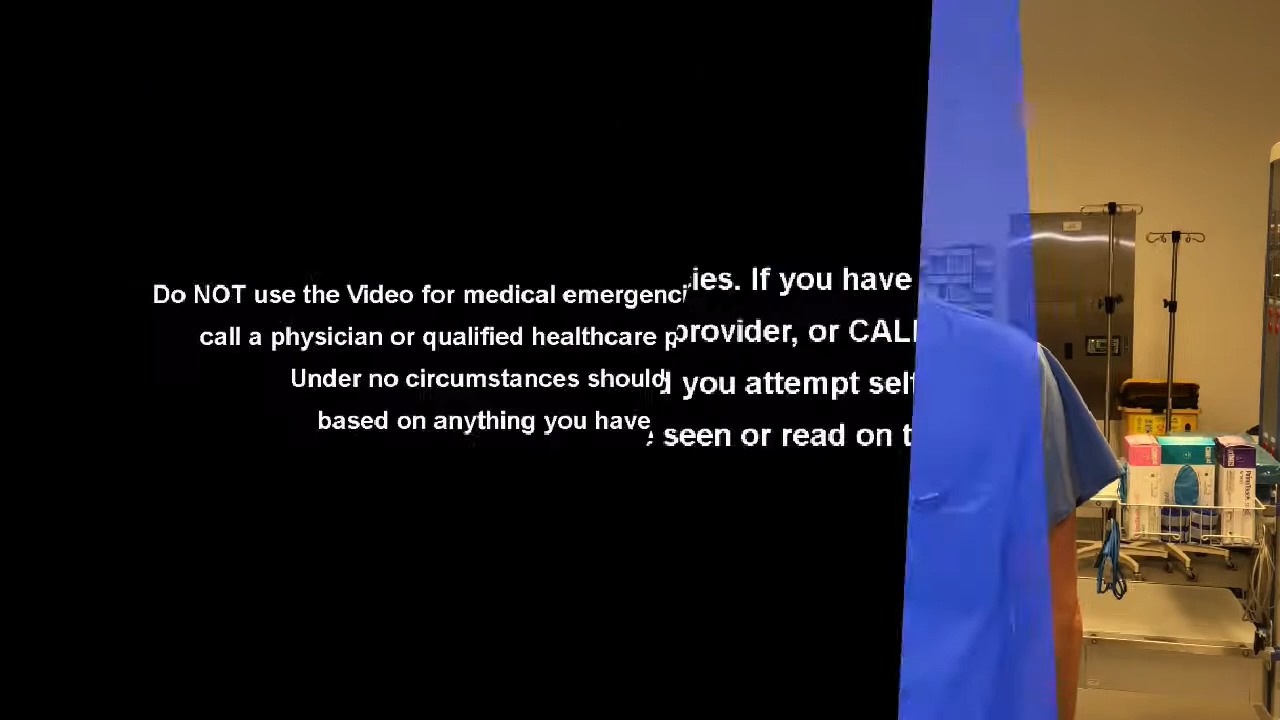 Do NOT use the Video for medical emergencies. If you have
call a physician or qualified healthcare provider, or CALL
Under no circumstances should you attempt self
based on anything you have seen or read on t